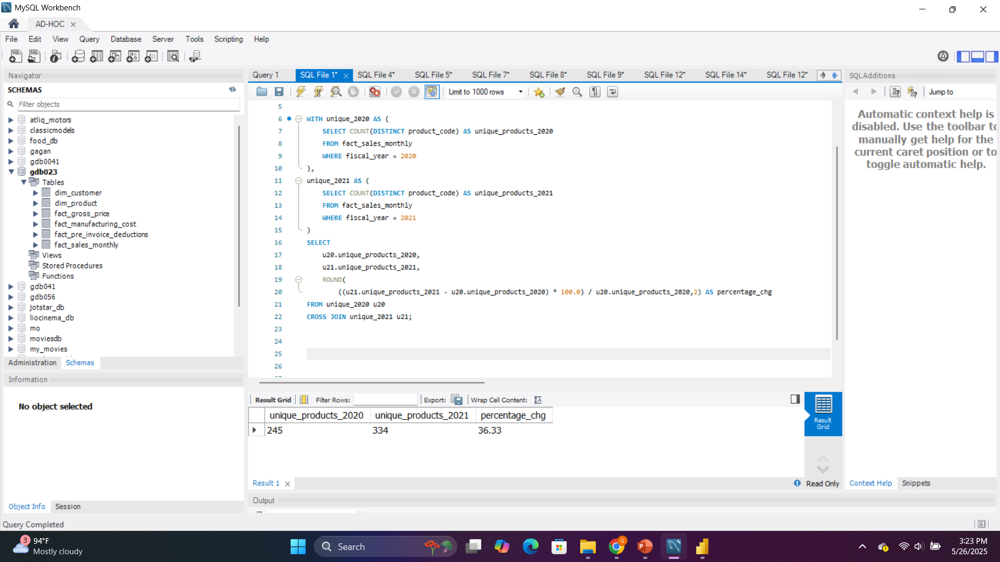 MySQL Workbench
AD-HOC
File Edit View Query Database Server Tools Scripting Help
Navigator
SCHEMAS
Filter objects
atliq_motors
classicmodels
food_db
gagan
gdb0041
gdb023
Tables
dim_customer
dim_product
fact_gross_price
fact_manufacturing_cost
fact_pre_invoice_deductions
fact_sales_monthly
Views
Stored Procedures
Functions
gdb041
gdb056
jotstar_db
liocinema_db
mo
moviesdb
my_movies
Administration Schemas
Information
No object selected
Object Info Session
Query 1 SQL File 1* SQL File 4* SQL File 5* SQL File 7* SQL File 8* SQL File 9* SQL File 12* SQL File 14* SQL File 12*
Limit to 1000 rows
5
6 WITH unique_2020 AS (
7 SELECT COUNT(DISTINCT product_code) AS unique_products_2020
8 FROM fact_sales_monthly
9 WHERE fiscal_year = 2020
10 ),
11 unique_2021 AS (
12 SELECT COUNT(DISTINCT product_code) AS unique_products_2021
13 FROM fact_sales_monthly
14 WHERE fiscal_year = 2021
15 )
16 SELECT
17 u20.unique_products_2020,
18 u21.unique_products_2021,
19 ROUND(
20 ((u21.unique_products_2021 - u20.unique_products_2020) * 100.0) / u20.unique_products_2020,2) AS percentage_chg
21 FROM unique_2020 u20
22 CROSS JOIN unique_2021 u21;
23
24
25
26
Result Grid Filter Rows: Export: Wrap Cell Content:
unique_products_2020 unique_products_2021 percentage_chg
245 334 36.33
Result Grid
Result 1
Read Only
Output
SQLAdditions
Jump to
Automatic context help is
disabled. Use the toolbar to
manually get help for the
current caret position or to
toggle automatic help.
Context Help Snippets
Query Completed
3
94°F
Mostly cloudy
Search
3:23 PM
5/26/2025